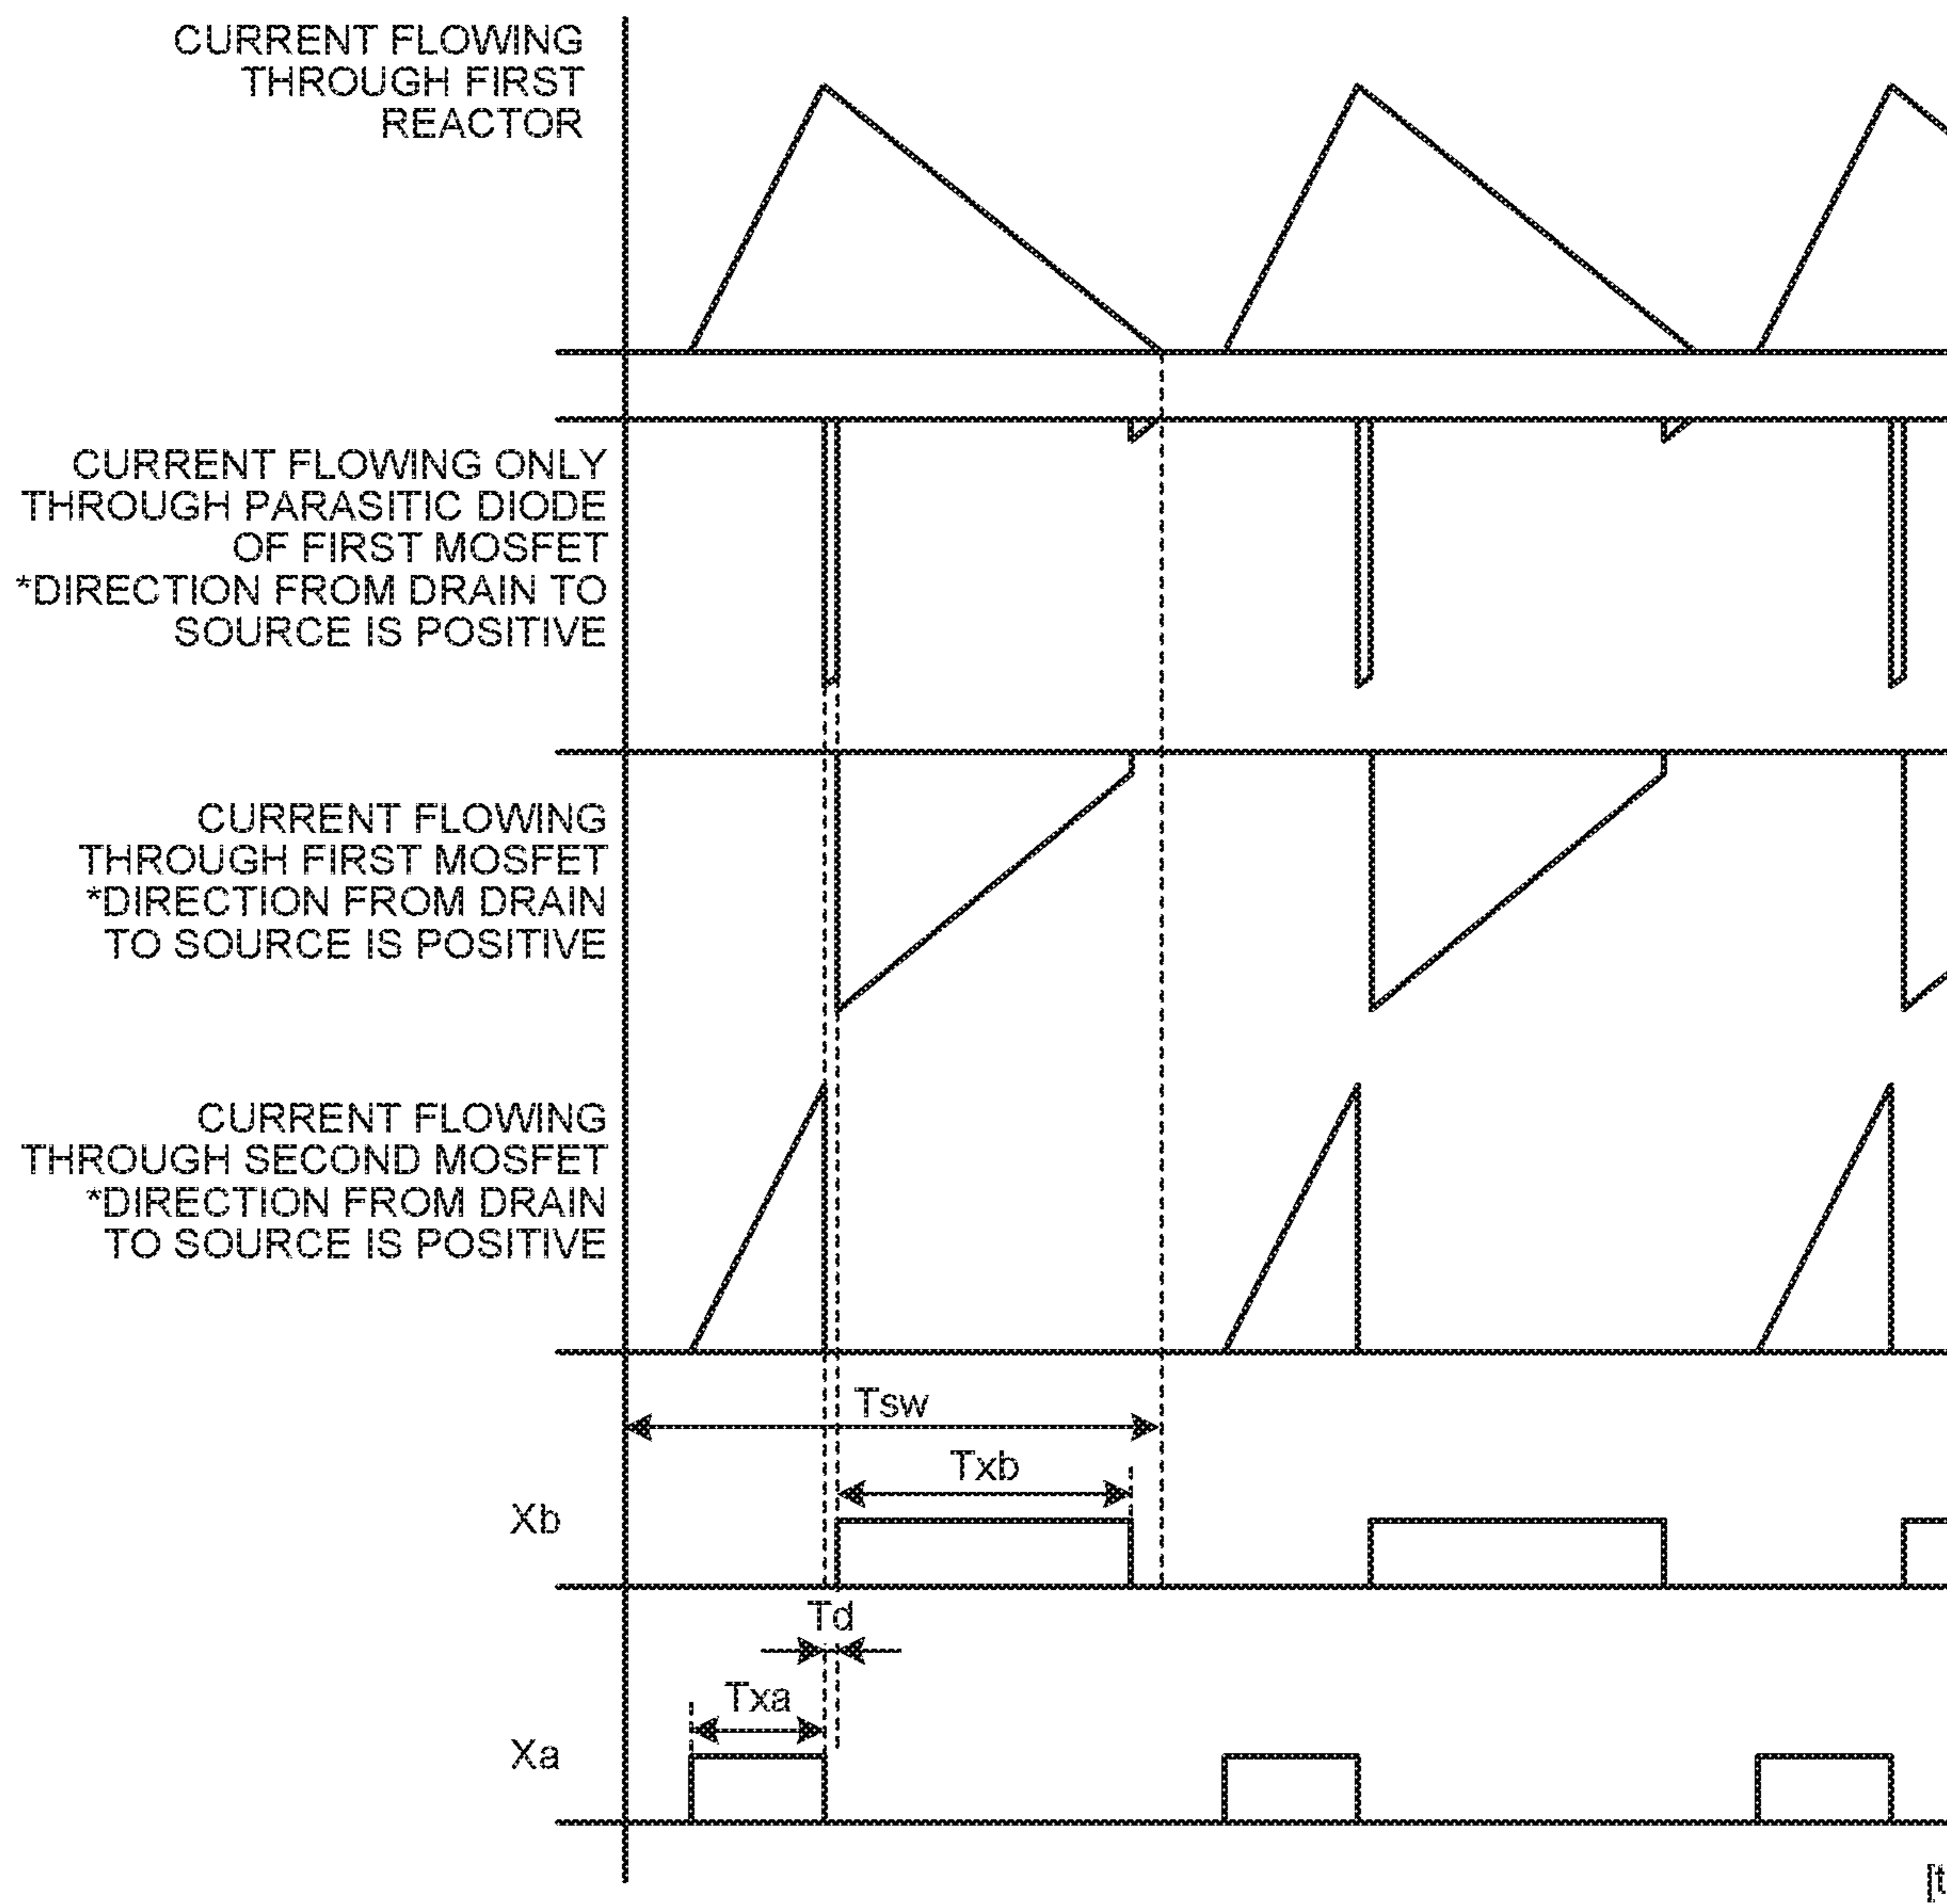 CURRENT FLOWING
THROUGH FIRST
REACTOR
CURRENT FLOWING ONLY
THROUGH PARASITIC DIODE
OF FIRST MOSFET
*DIRECTION FROM DRAIN TO
SOURCE IS POSITIVE
CURRENT FLOWING
THROUGH FIRST MOSFET
*DIRECTION FROM DRAIN
TO SOURCE IS POSITIVE
CURRENT FLOWING
THROUGH SECOND MOSFET
*DIRECTION FROM DRAIN
TO SOURCE IS POSITIVE
Tsw
Txb
Xb
Td
Txa
Xa
[t